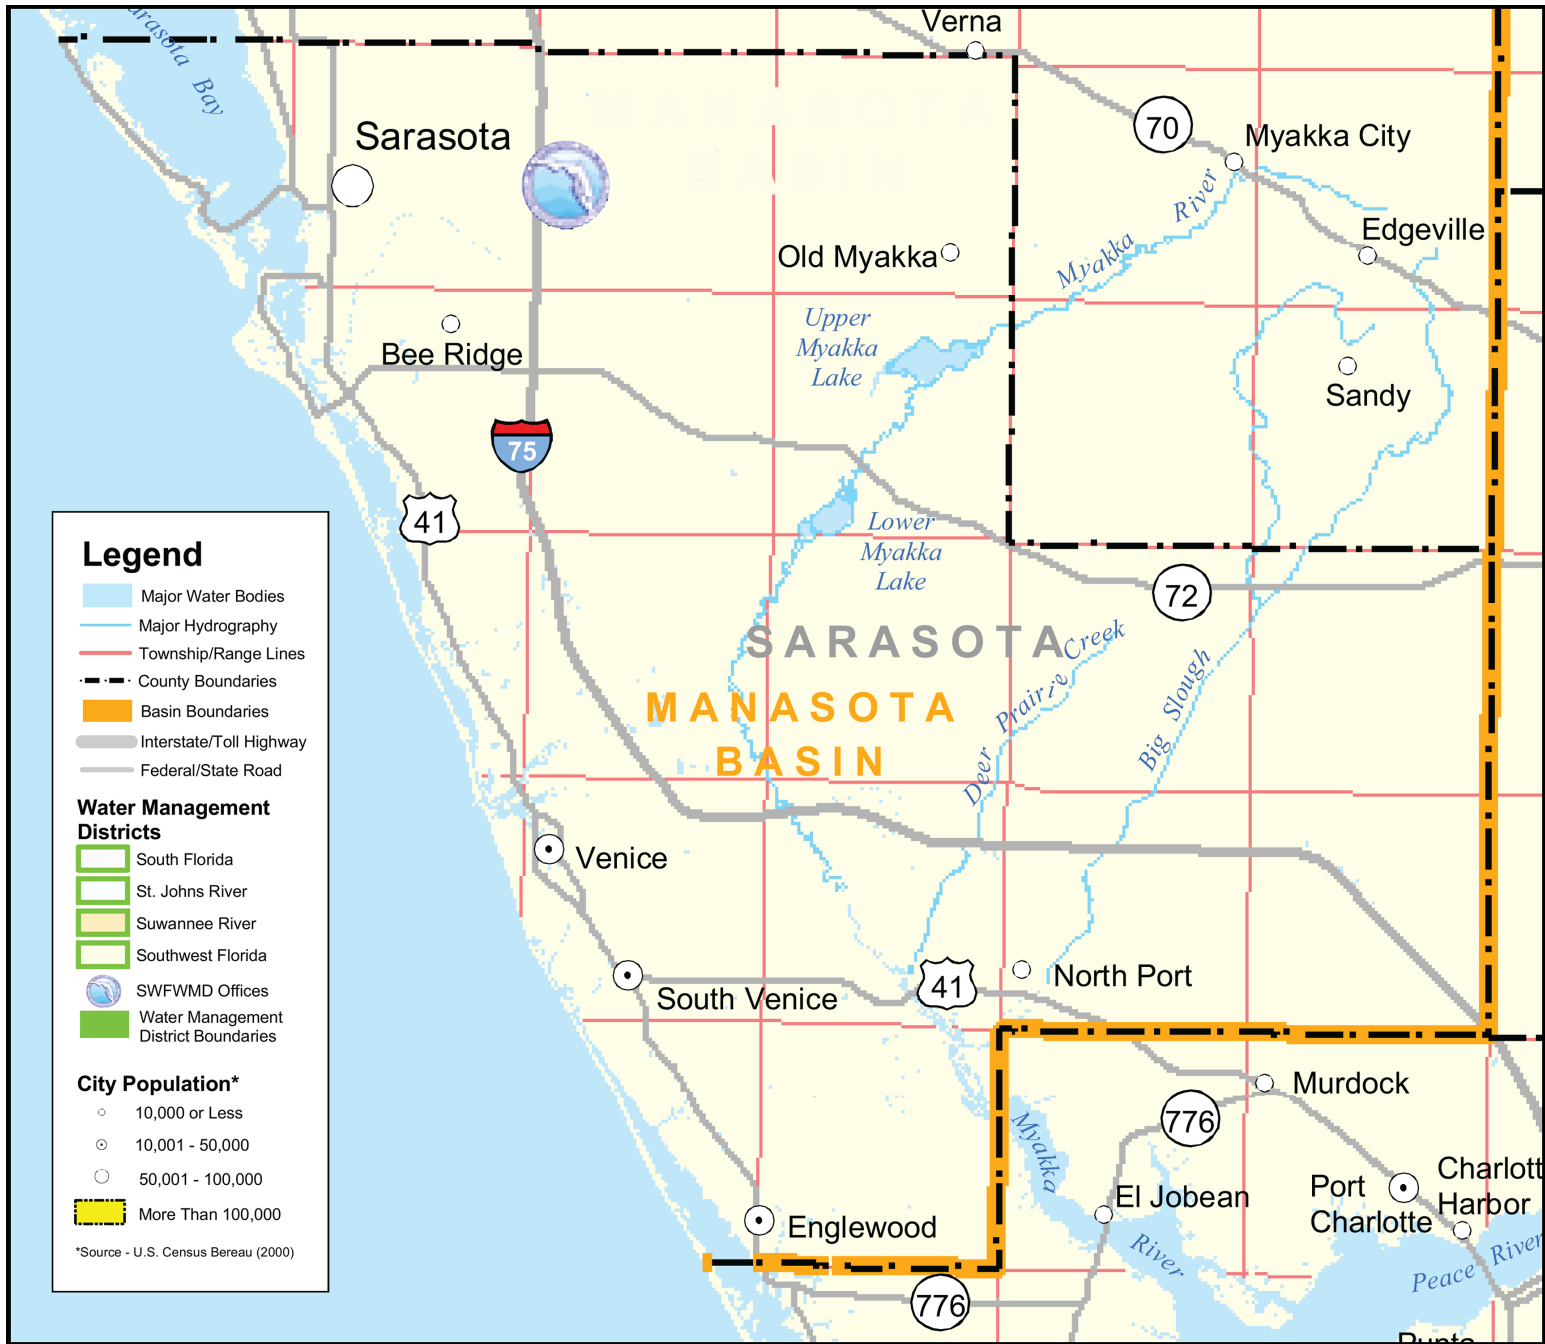 Verna
Sarasota Bay
Sarasota
70
Myakka City
River
Myakka
Edgeville
Old Myakka
Upper
Myakka
Lake
Bee Ridge
Sandy
75
41
Lower
Myakka
Lake
72
SARASOTA
MANASOTA
BASIN
Deer Prairie Creek
Big Slough
Venice
South Venice
41
North Port
Murdock
776
Myakka
River
El Jobean
Port
Charlotte
Charlott
Harbor
Peace River
Englewood
776
Punta
Legend
Major Water Bodies
Major Hydrography
Township/Range Lines
County Boundaries
Basin Boundaries
Interstate/Toll Highway
Federal/State Road
Water Management
Districts
South Florida
St. Johns River
Suwannee River
Southwest Florida
SWFWMD Offices
Water Management
District Boundaries
City Population*
10,000 or Less
10,001 - 50,000
50,001 - 100,000
More Than 100,000
*Source - U.S. Census Bereau (2000)